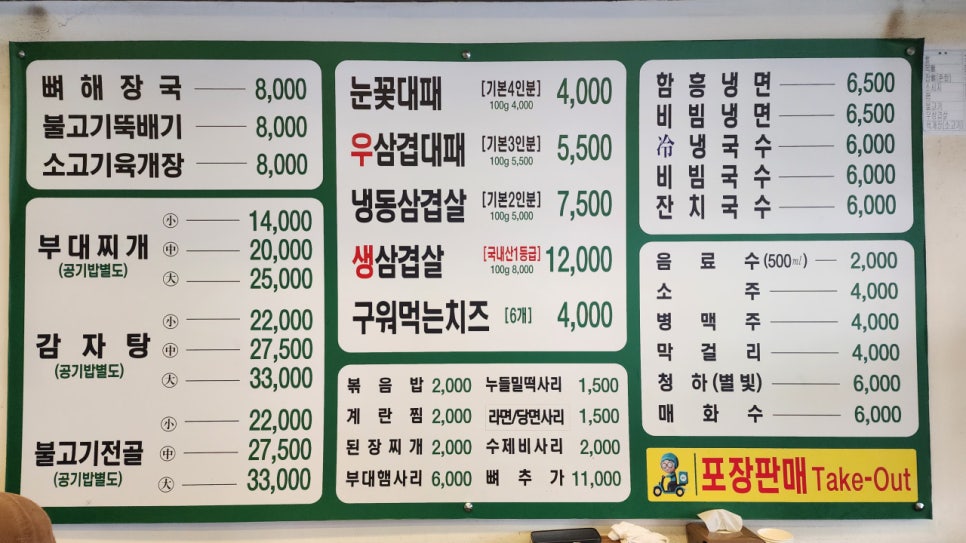 뼈해장국 8,000
불고기뚝배기 8,000
소고기육개장 8,000
부대찌개 (공기밥별도)
小 14,000
中 20,000
大 25,000
감자탕 (공기밥별도)
小 22,000
中 27,500
大 33,000
불고기전골 (공기밥별도)
小 22,000
中 27,500
大 33,000
눈꽃대패 [기본4인분] 100g 4,000 4,000
우삼겹대패 [기본3인분] 100g 5,500 5,500
냉동삼겹살 [기본2인분] 100g 5,000 7,500
생삼겹살 [국내산1등급] 100g 8,000 12,000
구워먹는치즈 [6개] 4,000
볶음밥 2,000 누들밀떡사리 1,500
계란찜 2,000 라면/당면사리 1,500
된장찌개 2,000 수제비사리 2,000
부대햄사리 6,000 뼈추가 11,000
함흥냉면 6,500
비빔냉면 6,500
冷냉국수 6,000
비빔국수 6,000
잔치국수 6,000
음료수(500㎖) 2,000
소주 4,000
병맥주 4,000
막걸리 4,000
청하(별빛) 6,000
매화수 6,000
포장판매 Take-Out